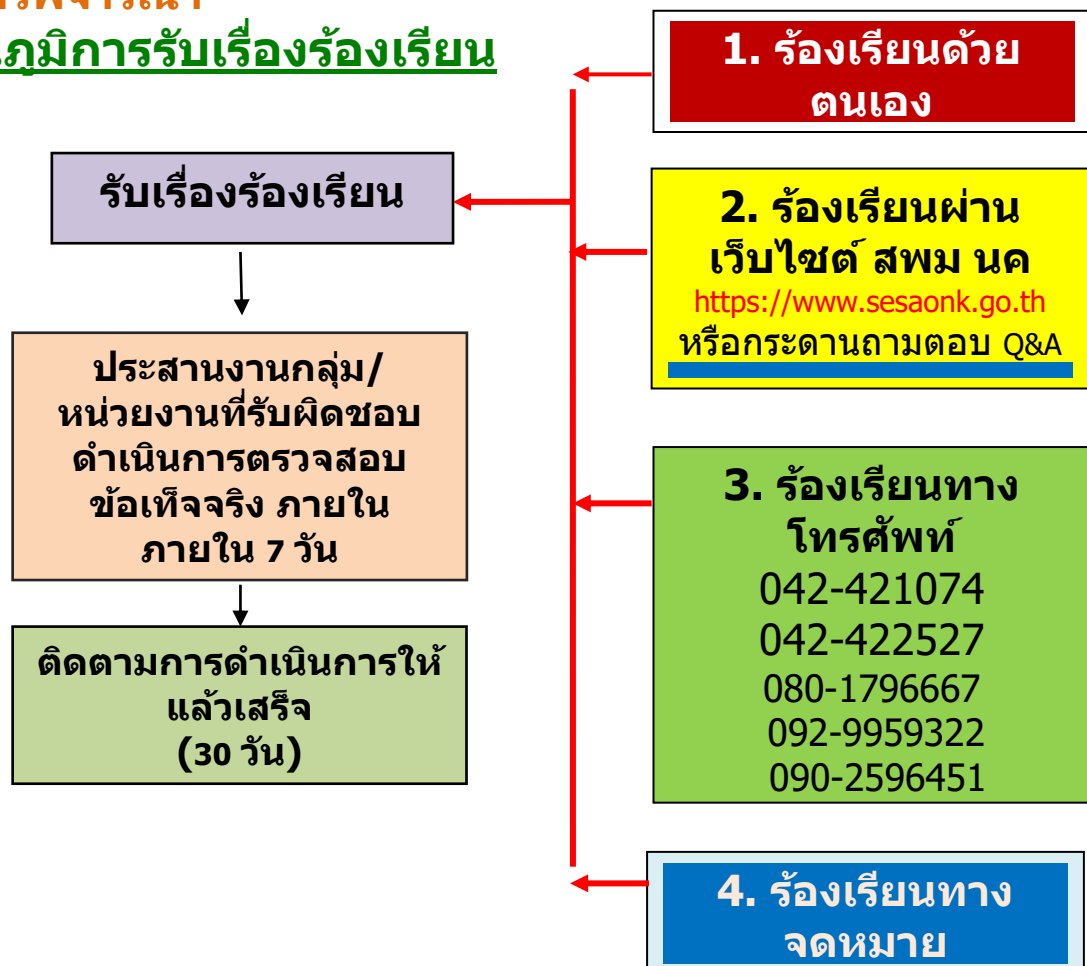 ภูมิการรับเรื่องร้องเรียน
รับเรื่องร้องเรียน
ประสานงานกลุ่ม/
หน่วยงานที่รับผิดชอบ
ดำเนินการตรวจสอบ
ข้อเท็จจริง ภายใน
ภายใน 7 วัน
ติดตามการดำเนินการให้
แล้วเสร็จ
(30 วัน)
1. ร้องเรียนด้วย
ตนเอง
2. ร้องเรียนผ่าน
เว็บไซต์ สพม นค
https://www.sesaonk.go.th
หรือกระดานถามตอบ Q&A
3. ร้องเรียนทาง
โทรศัพท์
042-421074
042-422527
080-1796667
092-9959322
090-2596451
4. ร้องเรียนทาง
จดหมาย